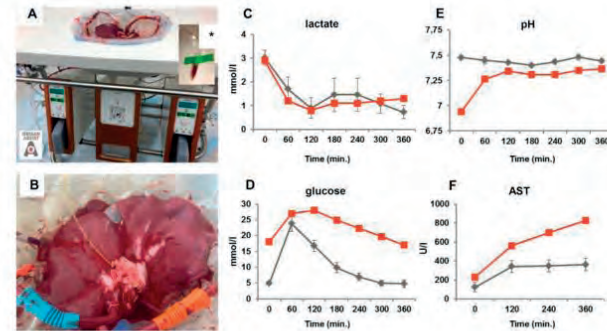 A
*
ORGAN
ASSIST
B
C
lactate
mmol/l
4
3
2
1
0
0 60 120 180 240 300 360
Time (min.)
D
glucose
mmol/l
30
25
20
15
10
5
0
0 60 120 180 240 300 360
Time (min.)
E
pH
7,75
7,5
7,25
7
6,75
0 60 120 180 240 300 360
Time (min.)
F
AST
U/l
1000
800
600
400
200
0
0 120 240 360
Time (min.)